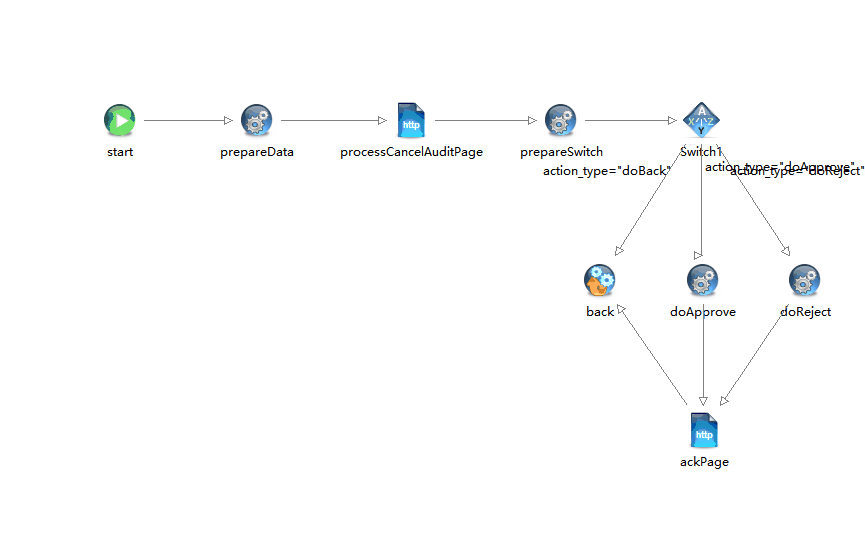 http
start
prepareData
processCancelAuditPage
prepareSwitch
Switch1
A
X
Z
Y
action_type="doBack"
action_type="doApprove"
action_type="doReject"
back
doApprove
doReject
http
ackPage